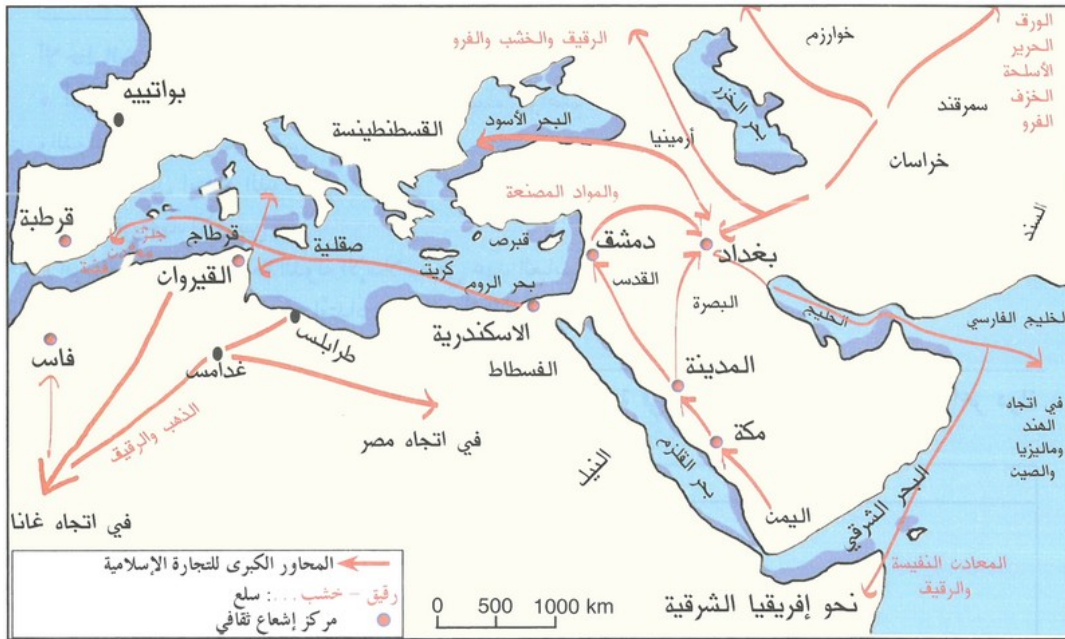 خوارزم
الورق
الحرير
الأسلحة
الخزف
الفرو
سمرقند
الرقيق والخشب والفرو
بحر الخزر
بواتييه
القسطنطينسة
البحر الأسود
أرمينيا
خراسان
السند
والمواد المصنعة
قرطبة
قرطاج
صقلية
قبرص
دمشق
بغداد
كريت
القدس
القيروان
بحر الروم
البصرة
الخليج
الخليج الفارسي
الاسكندرية
طرابلس
فاس
غدامس
الفسطاط
المدينة
في اتجاه
الهند
وماليزيا
والصين
الذهب والرقيق
في اتجاه مصر
مكة
النيل
بحر القلزم
البحر الشرقي
اليمن
في اتجاه غانا
المعادن النفيسة
والرقيق
نحو إفريقيا الشرقية
المحاور الكبرى للتجارة الإسلامية
رقيق - خشب ...: سلع
مركز إشعاع ثقافي
0 500 1000 km